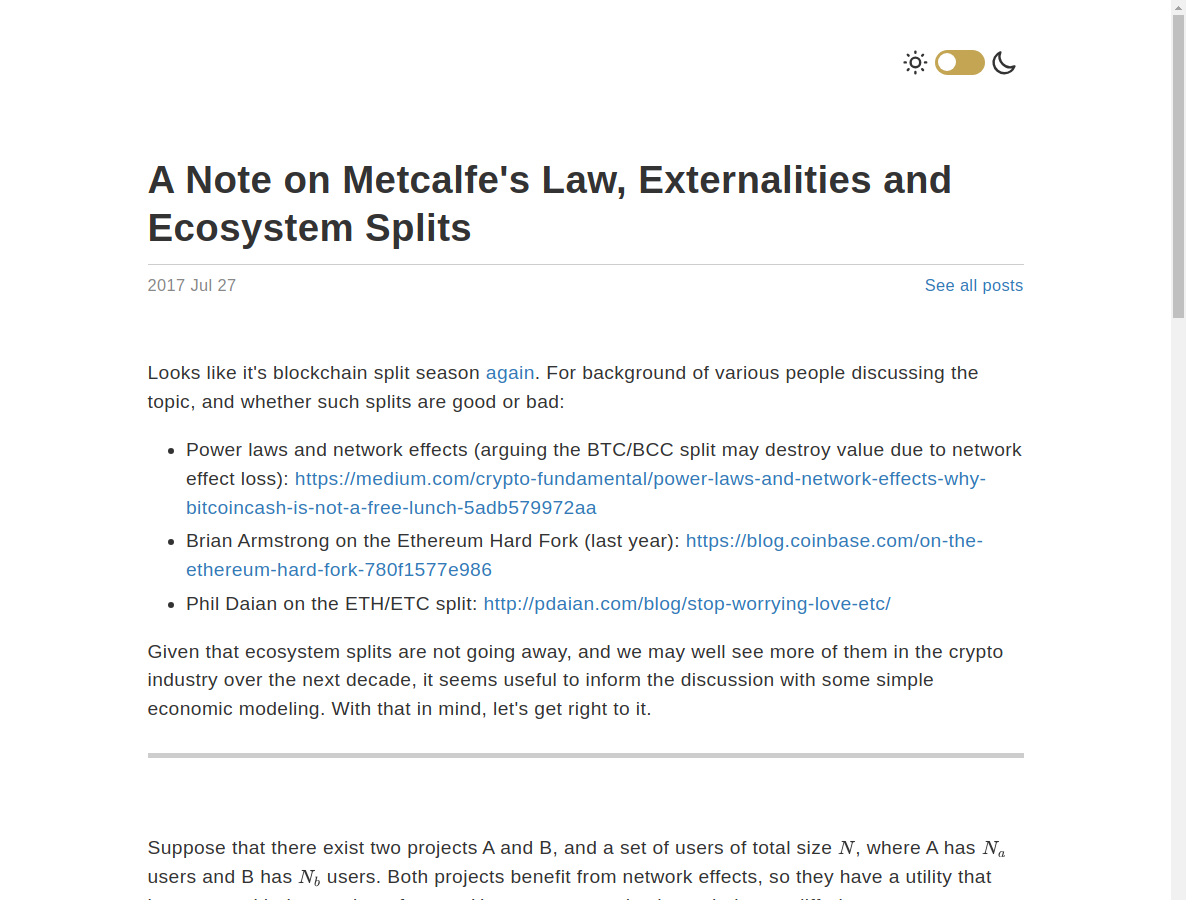 A Note on Metcalfe's Law, Externalities and
Ecosystem Splits
2017 Jul 27
See all posts
Looks like it's blockchain split season again. For background of various people discussing the
topic, and whether such splits are good or bad:
• Power laws and network effects (arguing the BTC/BCC split may destroy value due to network
effect loss): https://medium.com/crypto-fundamental/power-laws-and-network-effects-why-
bitcoincash-is-not-a-free-lunch-5adb579972aa
• Brian Armstrong on the Ethereum Hard Fork (last year): https://blog.coinbase.com/on-the-
ethereum-hard-fork-780f1577e986
• Phil Daian on the ETH/ETC split: http://pdaian.com/blog/stop-worrying-love-etc/
Given that ecosystem splits are not going away, and we may well see more of them in the crypto
industry over the next decade, it seems useful to inform the discussion with some simple
economic modeling. With that in mind, let's get right to it.
Suppose that there exist two projects A and B, and a set of users of total size N, where A has Nₐ
users and B has N_b users. Both projects benefit from network effects, so they have a utility that